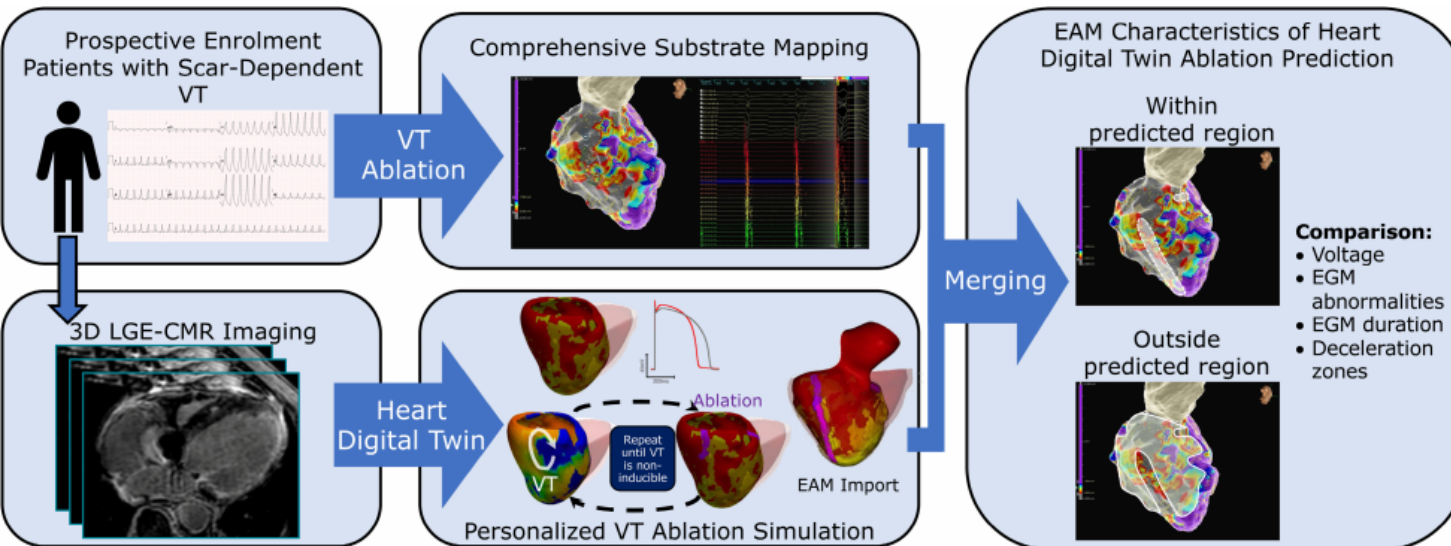 Prospective Enrolment
Patients with Scar-Dependent
VT
VT
Ablation
Comprehensive Substrate Mapping
3D LGE-CMR Imaging
Heart
Digital Twin
Ablation
VT
Repeat
until VT
is non-
inducible
EAM Import
Personalized VT Ablation Simulation
Merging
EAM Characteristics of Heart
Digital Twin Ablation Prediction
Within
predicted region
Outside
predicted region
Comparison:
• Voltage
• EGM
abnormalities
• EGM duration
• Deceleration
zones